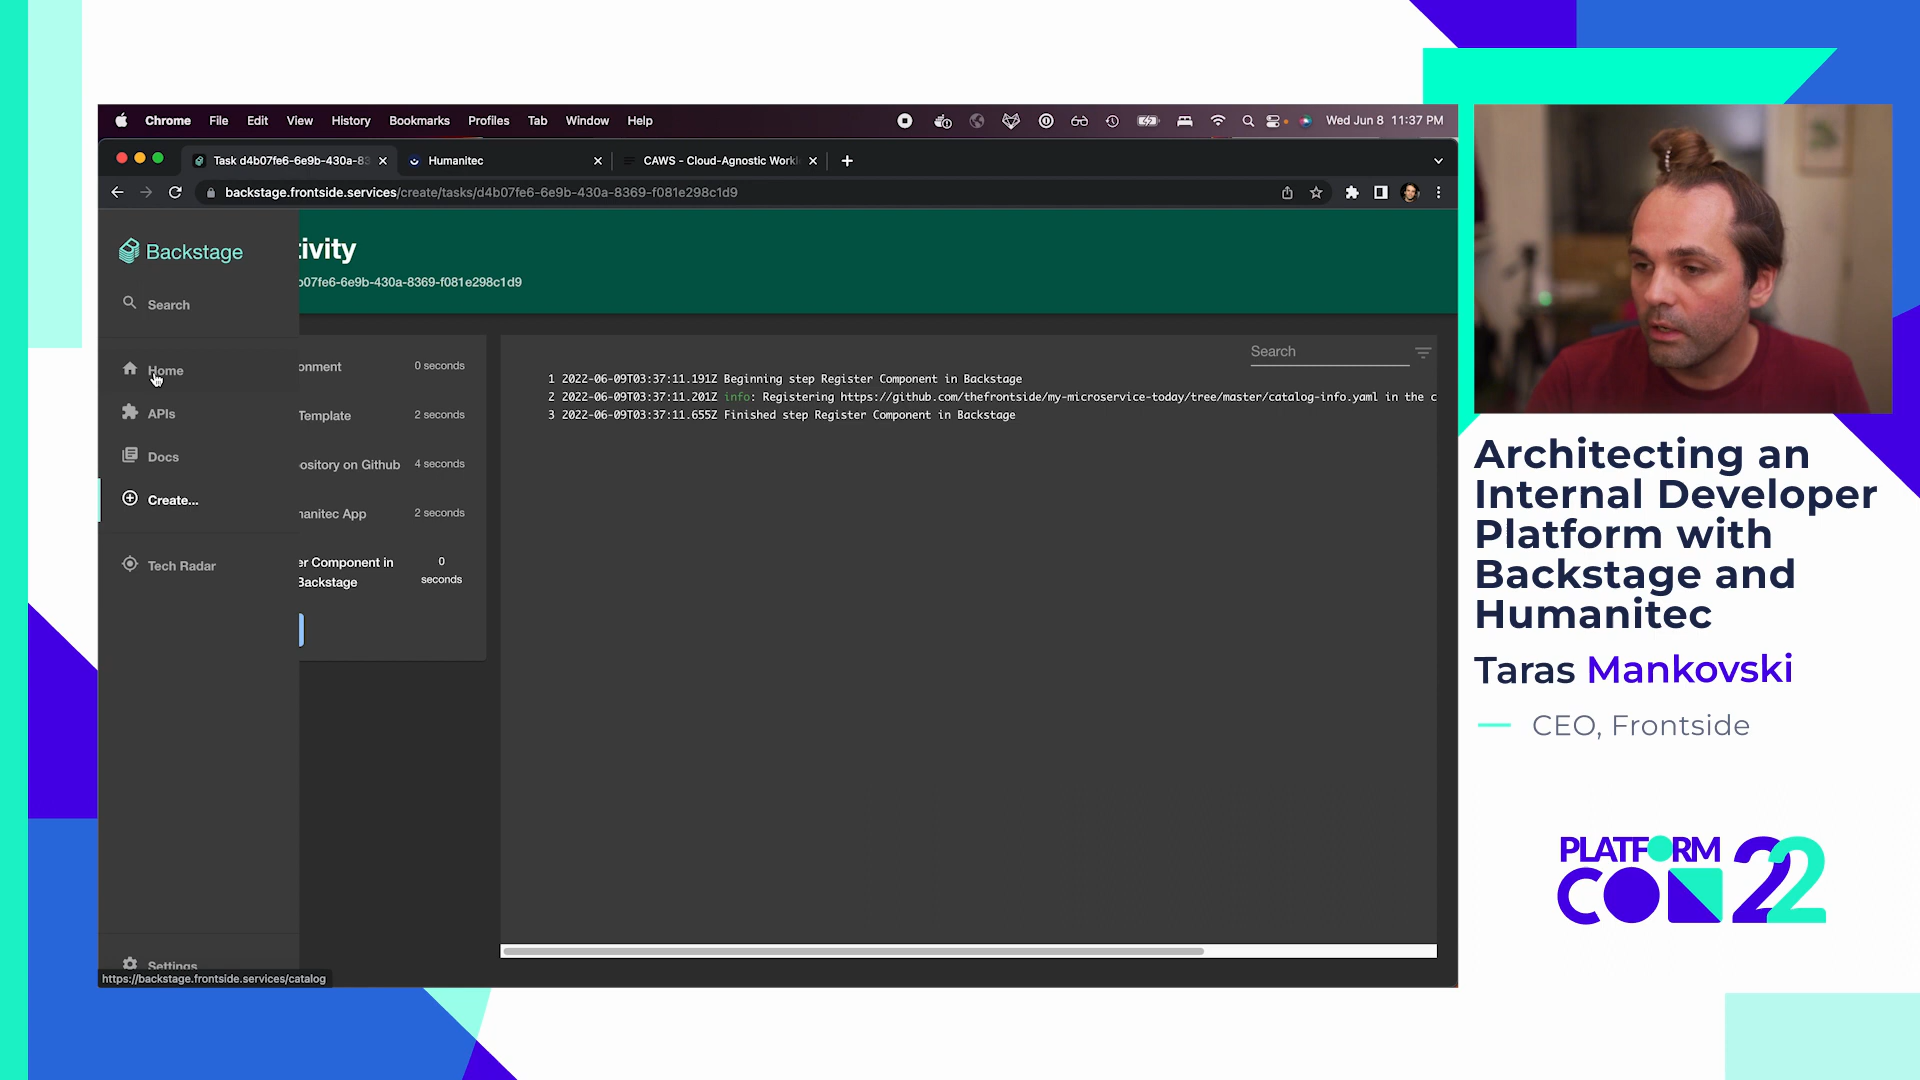 Chrome File Edit View History Bookmarks Profiles Tab Window Help Wed Jun 8 11:37 PM
Task d4b07fe6-6e9b-430a-83 Humanitec CAWS - Cloud-Agnostic Workl
backstage.frontside.services/create/tasks/d4b07fe6-6e9b-430a-8369-f081e298c1d9
Backstage
Search
Home
APIs
Docs
Create...
Tech Radar
Settings
https://backstage.frontside.services/catalog
ivity
b07fe6-6e9b-430a-8369-f081e298c1d9
onment 0 seconds
Template 2 seconds
ository on Github 4 seconds
nanitec App 2 seconds
er Component in
Backstage
0
seconds
Search
1 2022-06-09T03:37:11.191Z Beginning step Register Component in Backstage
2 2022-06-09T03:37:11.201Z info: Registering https://github.com/thefrontside/my-microservice-today/tree/master/catalog-info.yaml in the c
3 2022-06-09T03:37:11.655Z Finished step Register Component in Backstage
Architecting an
Internal Developer
Platform with
Backstage and
Humanitec
Taras Mankovski
CEO, Frontside
PLATFORM
CON 22